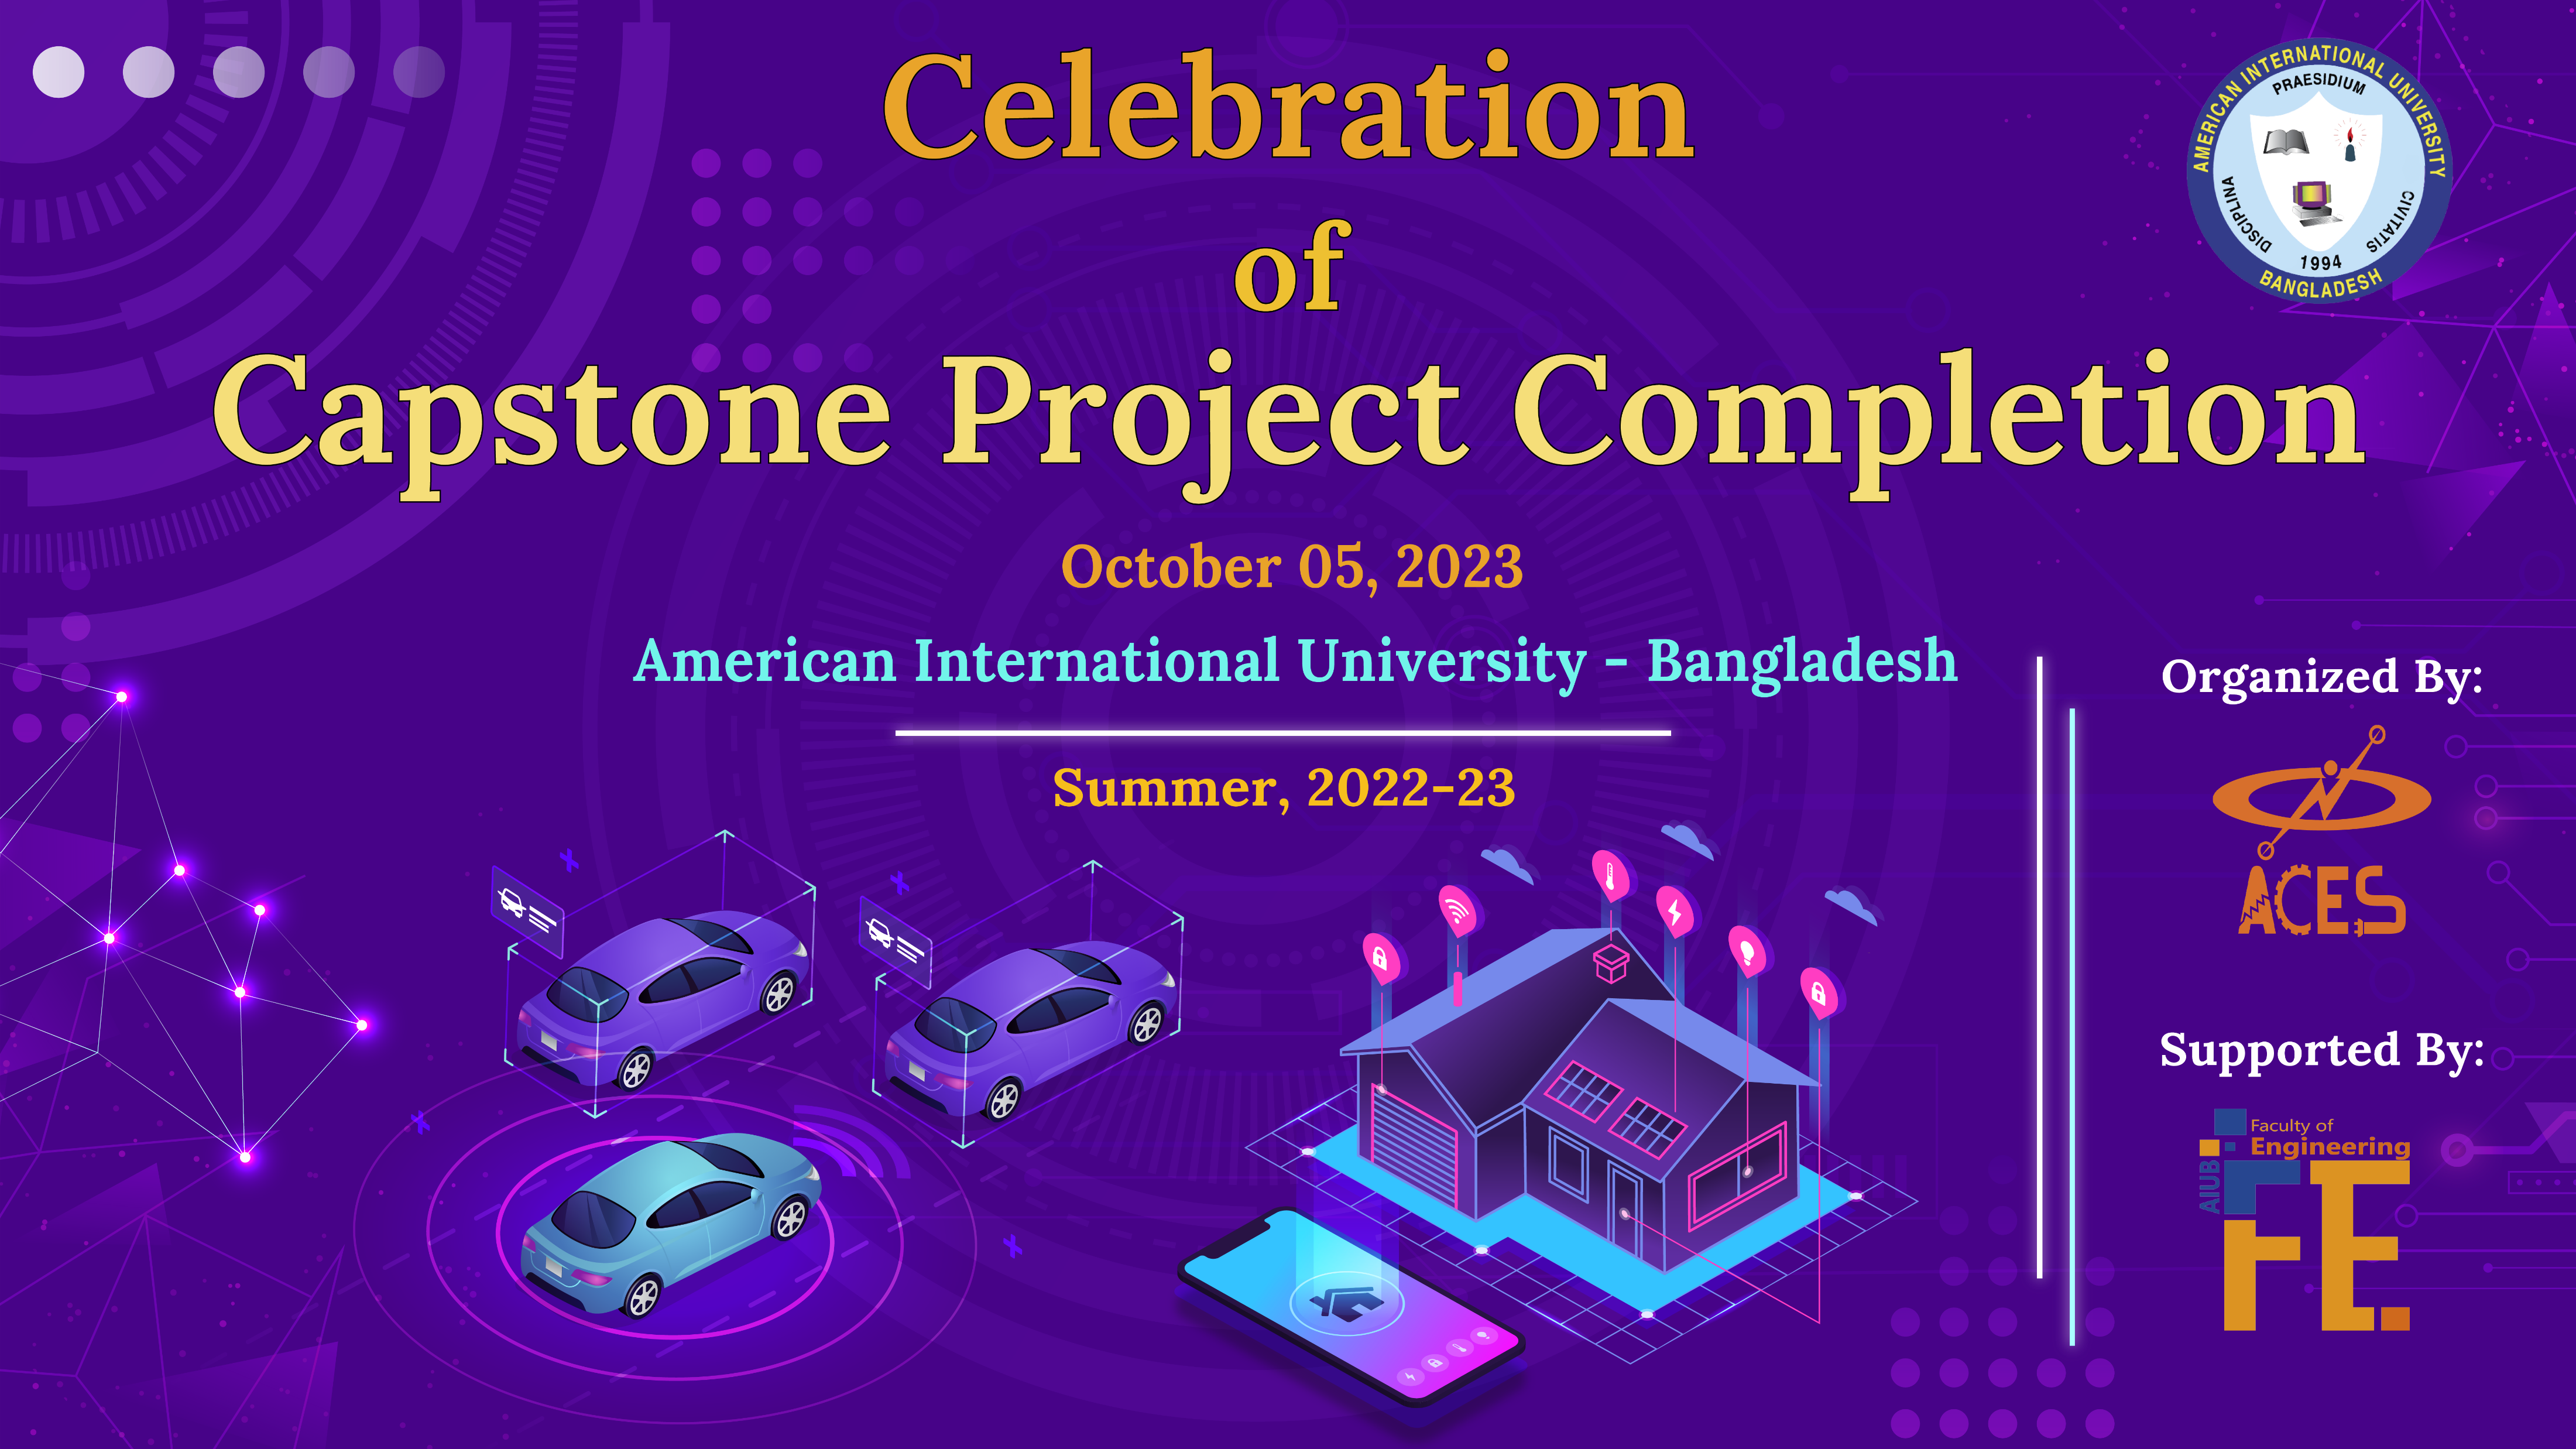 Celebration
of
Capstone Project Completion
October 05, 2023
American International University - Bangladesh
Summer, 2022-23
AMERICAN INTERNATIONAL UNIVERSITY
BANGLADESH
PRAESIDIUM
DISCIPLINA
CIVITATIS
1994
Organized By:
ACES
Supported By:
Faculty of
Engineering
AIUB
FE